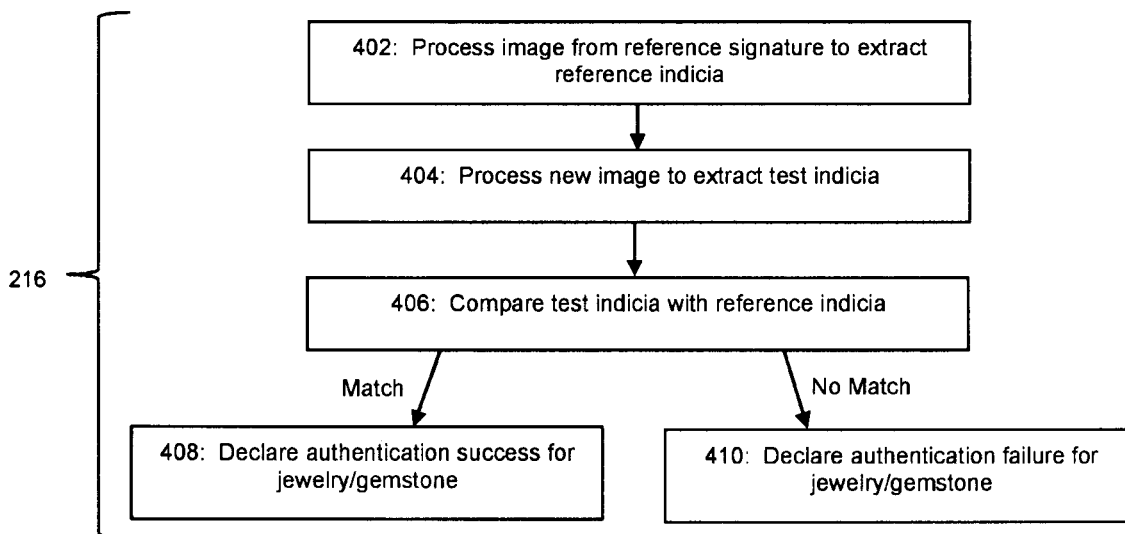 402: Process image from reference signature to extract
reference indicia
404: Process new image to extract test indicia
216
406: Compare test indicia with reference indicia
Match
No Match
408: Declare authentication success for
jewelry/gemstone
410: Declare authentication failure for
jewelry/gemstone